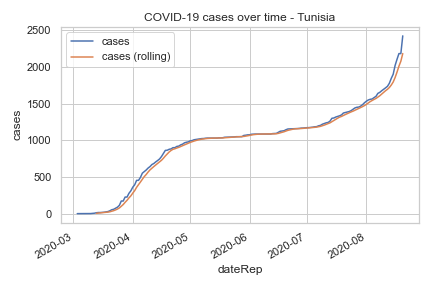 COVID-19 cases over time - Tunisia
cases
cases (rolling)
2500
2000
1500
1000
500
0
cases
2020-03
2020-04
2020-05
2020-06
2020-07
2020-08
dateRep